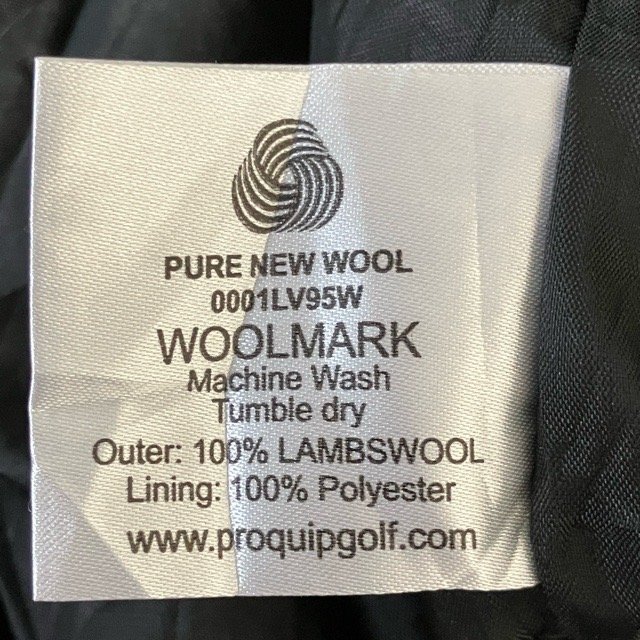 PURE NEW WOOL
0001LV95W
WOOLMARK
Machine Wash
Tumble dry
Outer: 100% LAMBSWOOL
Lining: 100% Polyester
www.proquipgolf.com